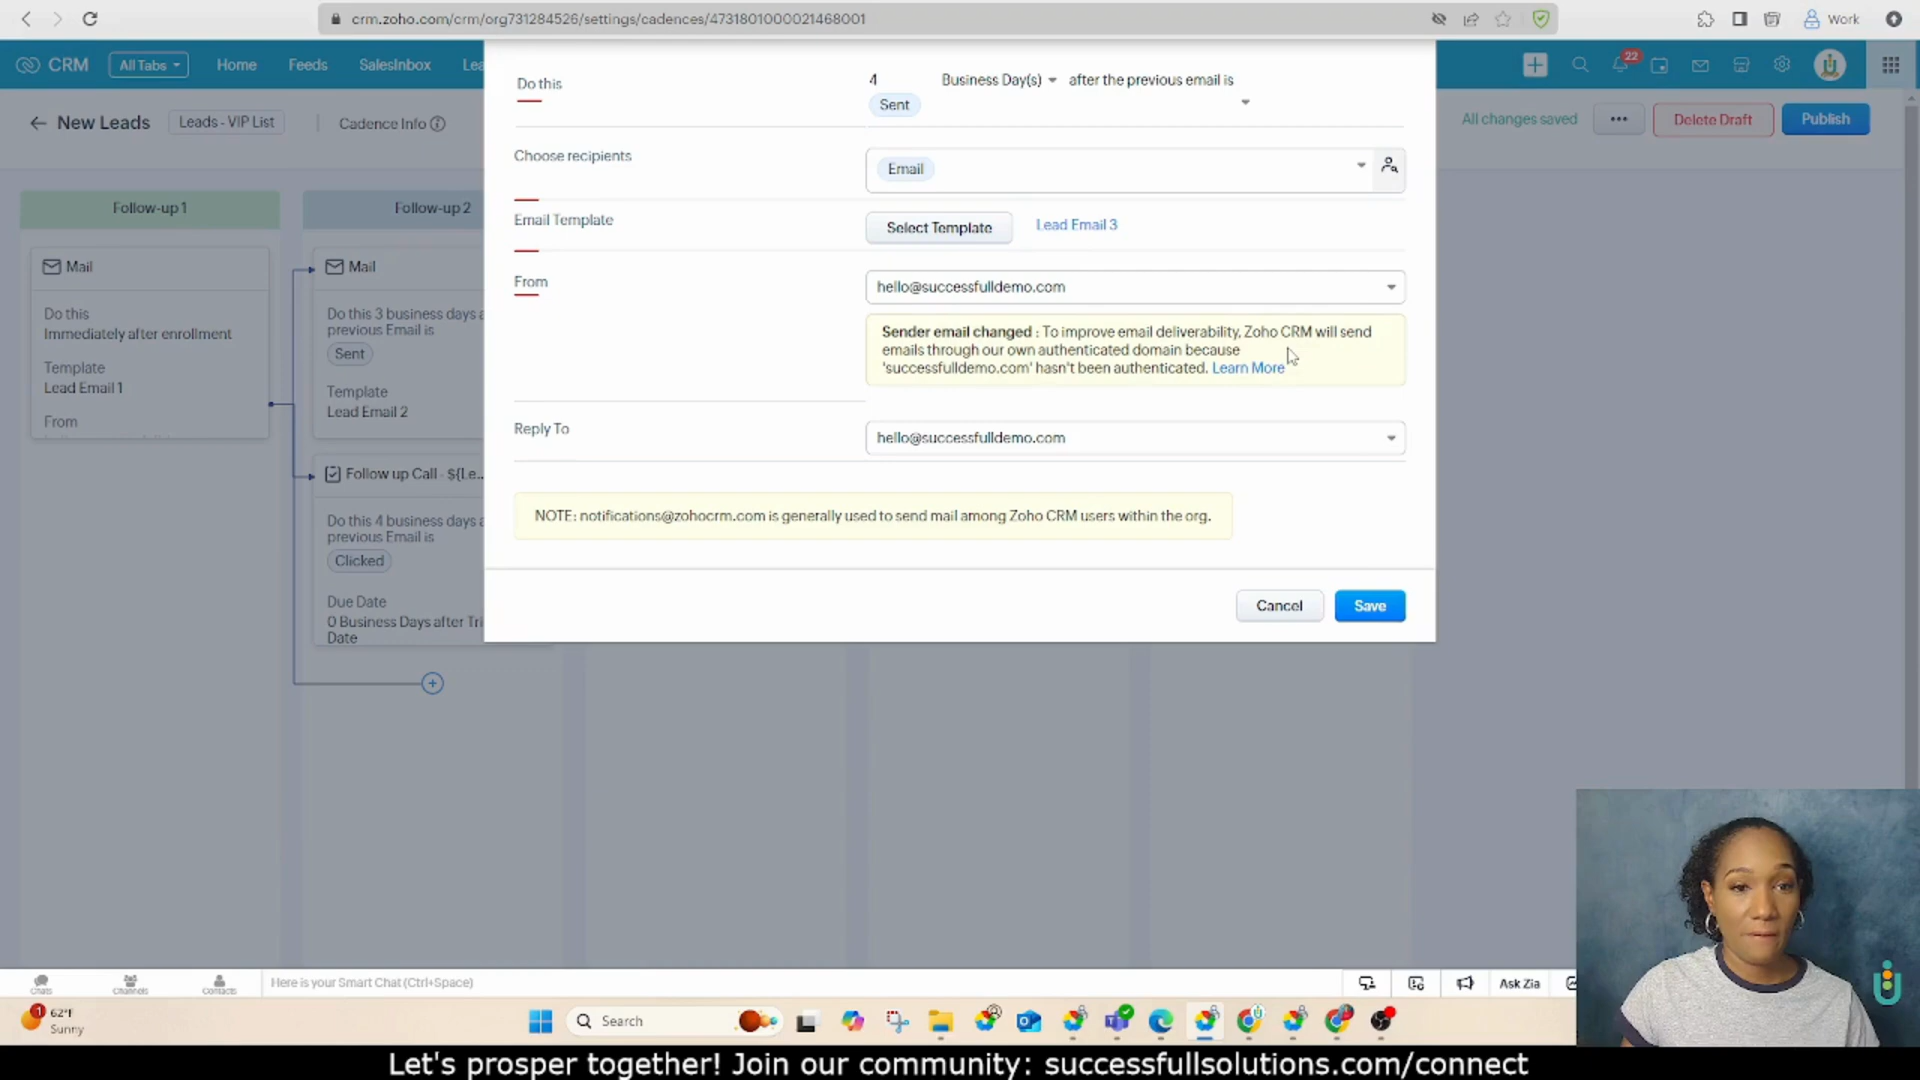 crm.zoho.com/crm/org731284526/settings/cadences/4731801000021468001
Work
CRM
All Tabs
Home
Feeds
SalesInbox
Lea
22
New Leads
Leads - VIP List
Cadence Info
All changes saved
...
Delete Draft
Publish
Follow-up 1
Follow-up 2
Mail
Do this
Immediately after enrollment
Template
Lead Email 1
From
Mail
Do this 3 business days a
previous Email is
Sent
Template
Lead Email 2
Follow up Call - ${Le...
Do this 4 business days a
previous Email is
Clicked
Due Date
0 Business Days after Tri
Date
Do this
4 Business Day(s) after the previous email is
Sent
Choose recipients
Email
Email Template
Select Template
Lead Email 3
From
hello@successfulldemo.com
Sender email changed : To improve email deliverability, Zoho CRM will send
emails through our own authenticated domain because
'successfulldemo.com' hasn't been authenticated. Learn More
Reply To
hello@successfulldemo.com
NOTE: notifications@zohocrm.com is generally used to send mail among Zoho CRM users within the org.
Cancel
Save
Chats
Channels
Contacts
Here is your Smart Chat (Ctrl+Space)
Ask Zia
1
62°F
Sunny
Search
Let's prosper together! Join our community: successfullsolutions.com/connect